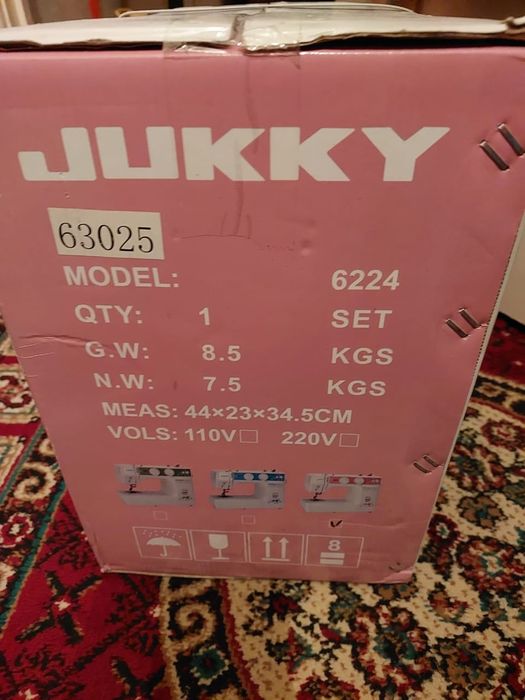 JUKKY
63025
MODEL: 6224
QTY: 1 SET
G.W: 8.5 KGS
N.W: 7.5 KGS
MEAS: 44×23×34.5CM
VOLS: 110V 220V
8